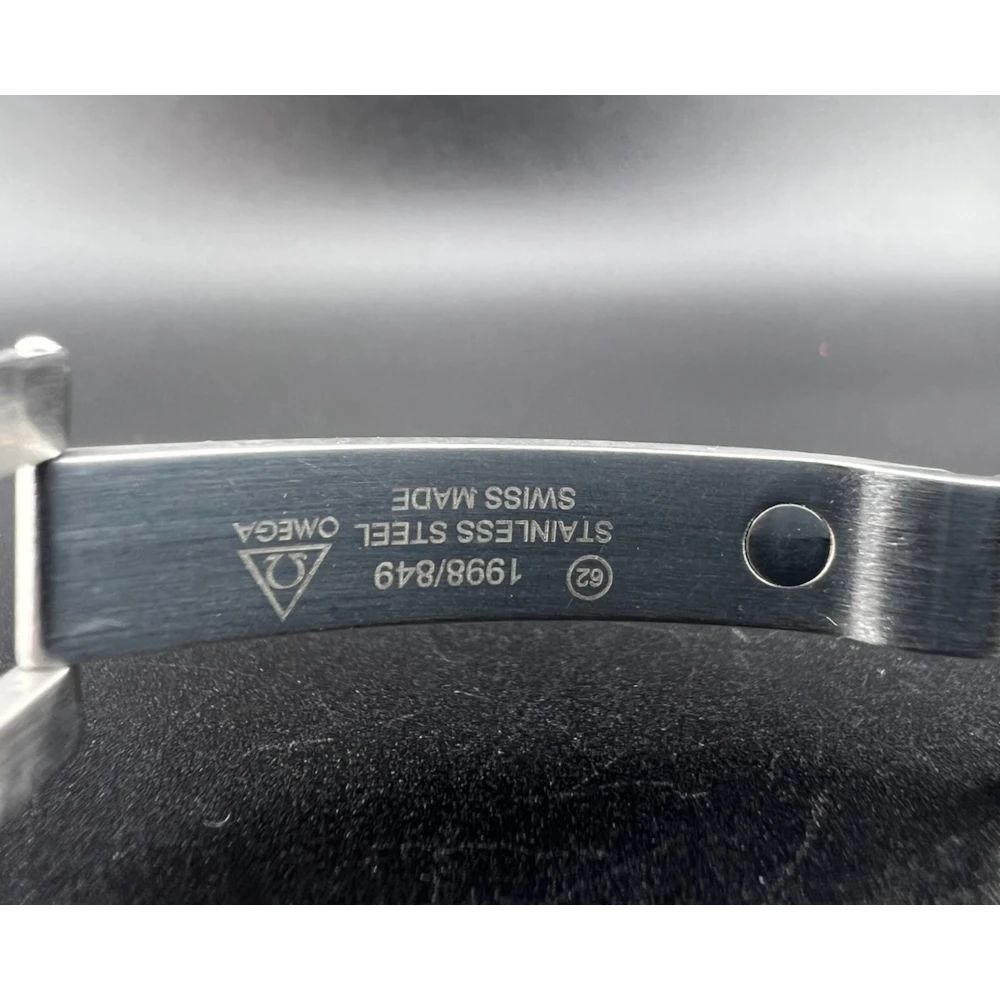 62 1998/849 Ω
STAINLESS STEEL OMEGA
SWISS MADE